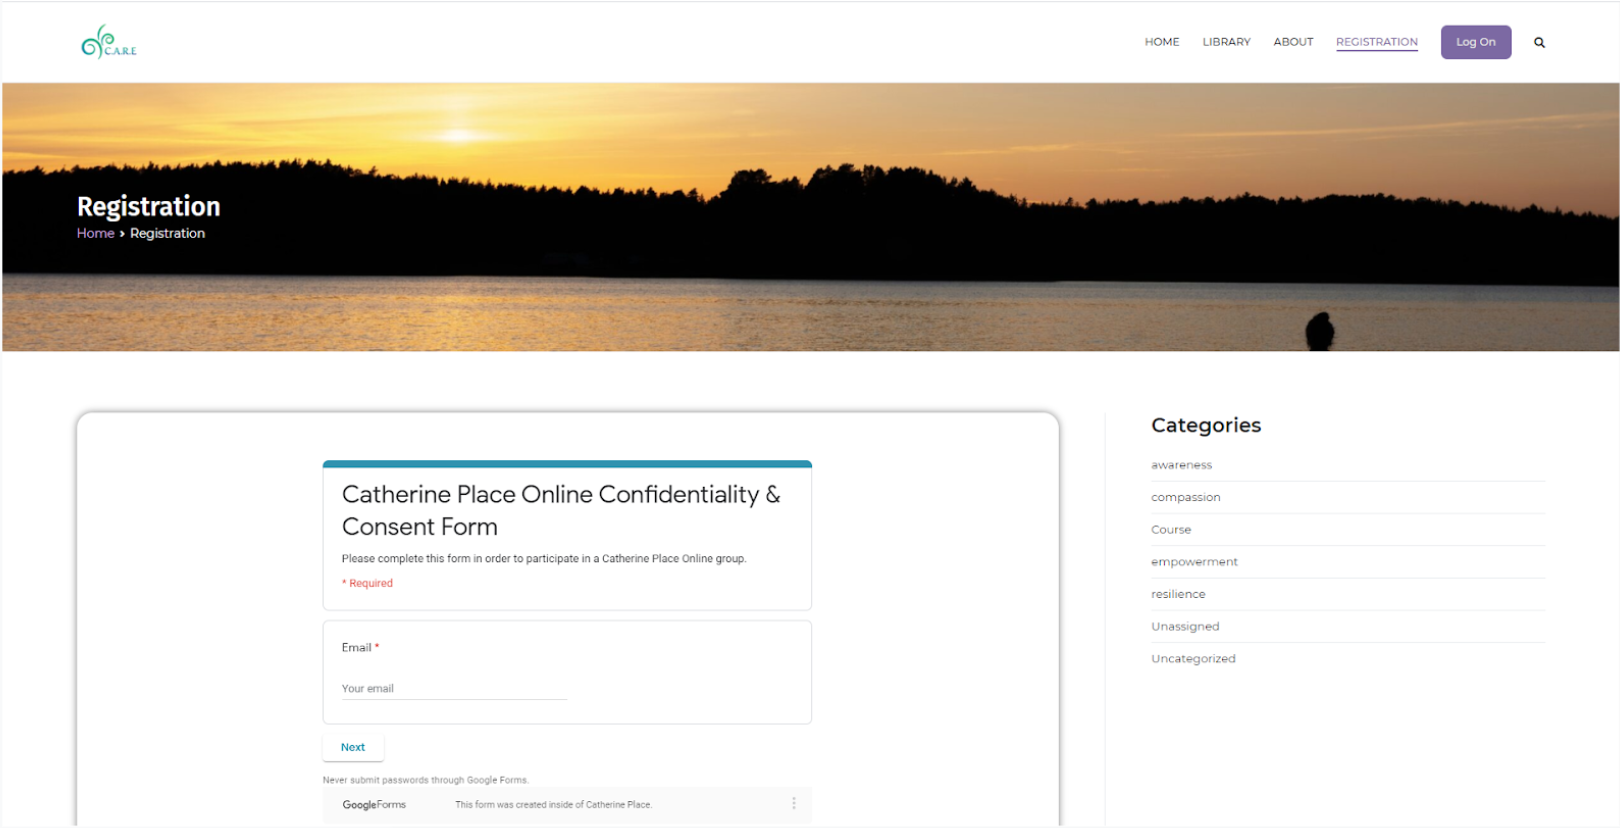 C.A.R.E
HOME LIBRARY ABOUT REGISTRATION Log On
Registration
Home › Registration
Catherine Place Online Confidentiality &
Consent Form
Please complete this form in order to participate in a Catherine Place Online group.
* Required
Email *
Your email
Next
Never submit passwords through Google Forms.
GoogleForms This form was created inside of Catherine Place.
Categories
awareness
compassion
Course
empowerment
resilience
Unassigned
Uncategorized